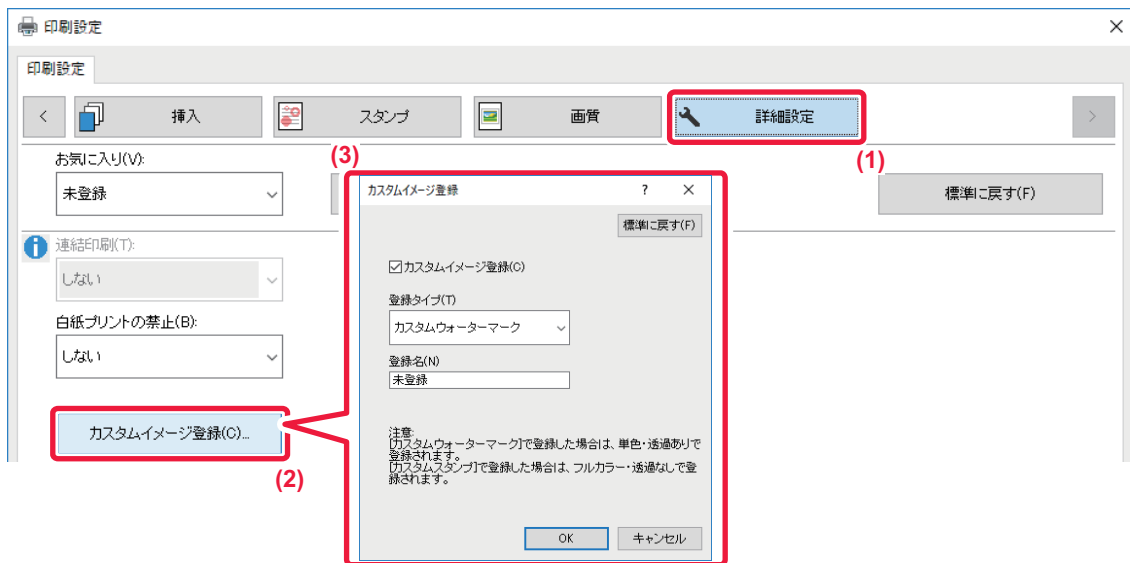 印刷設定
印刷設定
挿入
スタンプ
画質
詳細設定
(1)
お気に入り(V):
未登録
標準に戻す(F)
連結印刷(T):
しない
白紙プリントの禁止(B):
しない
カスタムイメージ登録(C)...
(2)
(3)
カスタムイメージ登録
?
標準に戻す(F)
カスタムイメージ登録(C)
登録タイプ(T)
カスタムウォーターマーク
登録名(N)
未登録
注意:
[カスタムウォーターマーク]で登録した場合は、単色・透過ありで
登録されます。
[カスタムスタンプ]で登録した場合は、フルカラー・透過なしで登
録されます。
OK
キャンセル